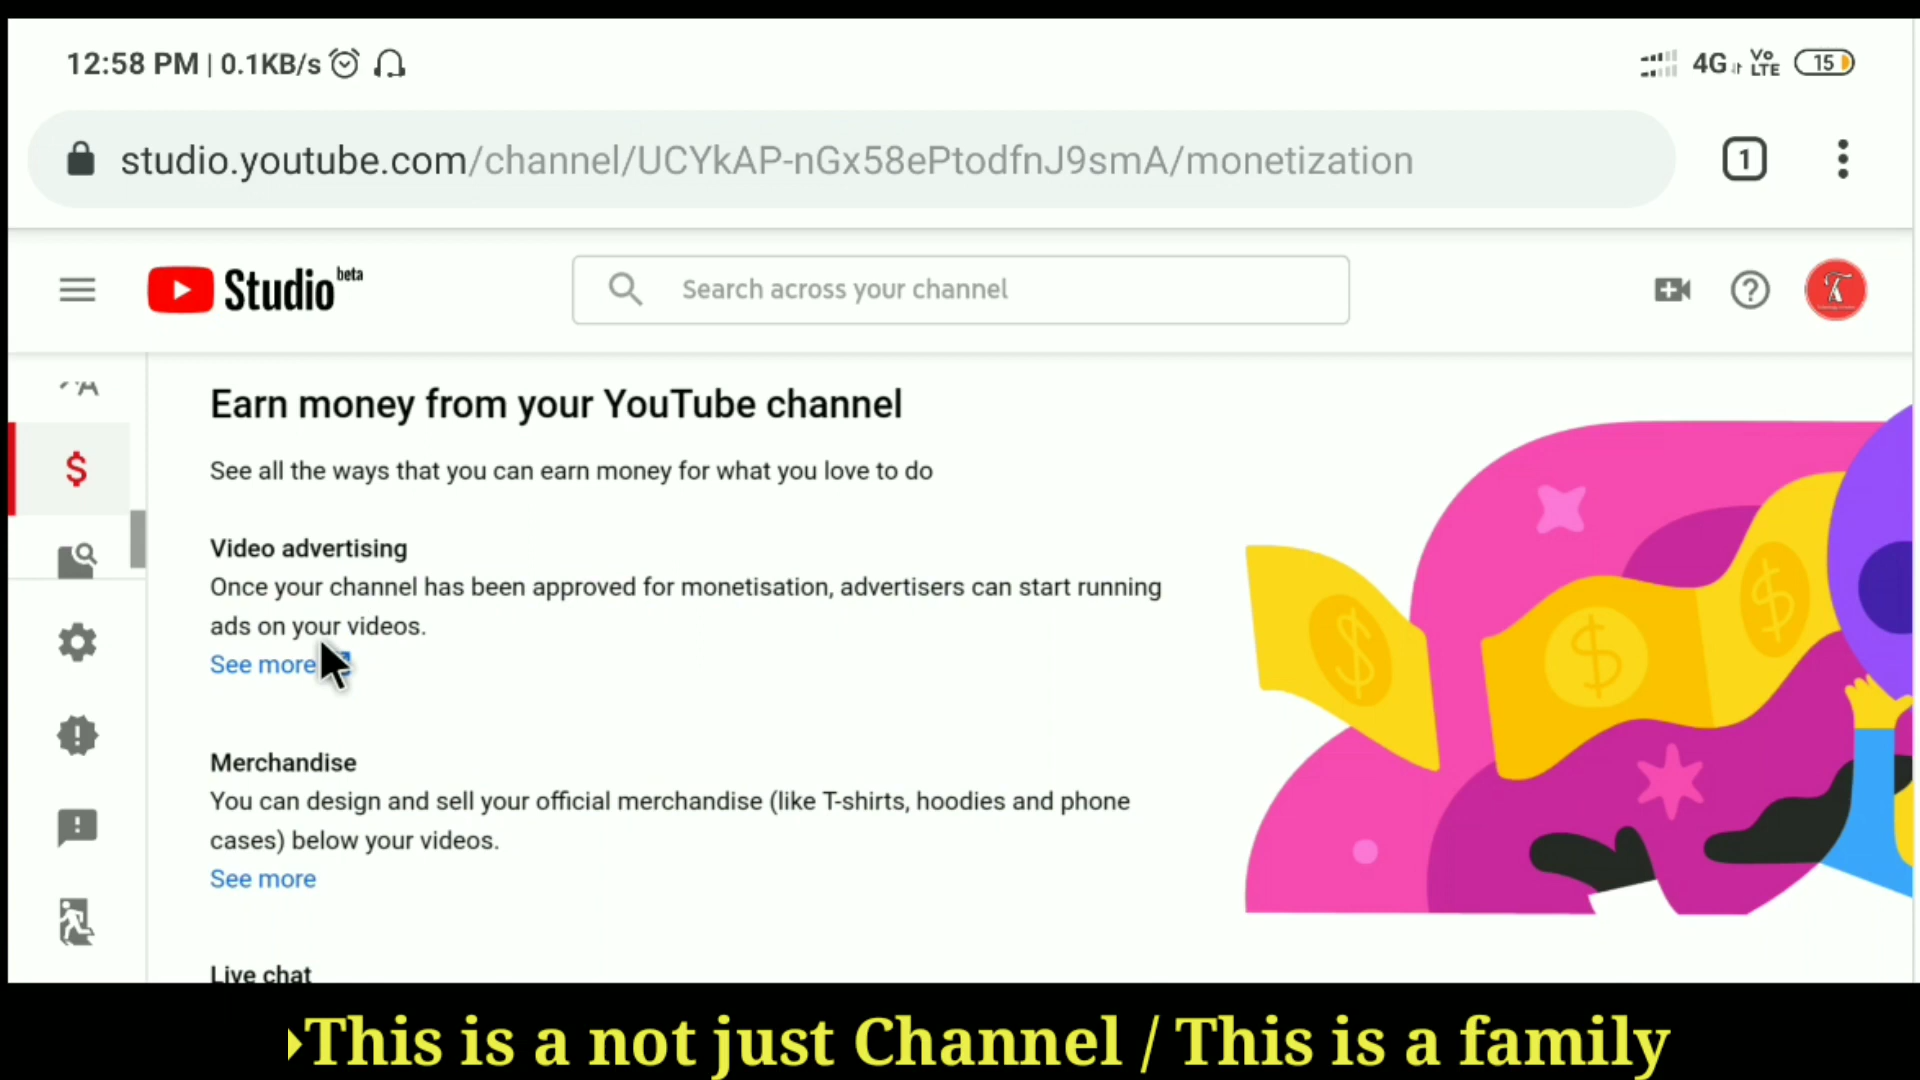 12:58 PM | 0.1KB/s
4G Vo LTE 15
studio.youtube.com/channel/UCYkAP-nGx58ePtodfnJ9smA/monetization
1
Studio beta
Search across your channel
Earn money from your YouTube channel
$
See all the ways that you can earn money for what you love to do
Video advertising
Once your channel has been approved for monetisation, advertisers can start running
ads on your videos.
See more
Merchandise
You can design and sell your official merchandise (like T-shirts, hoodies and phone
cases) below your videos.
See more
Live chat
This is a not just Channel / This is a family